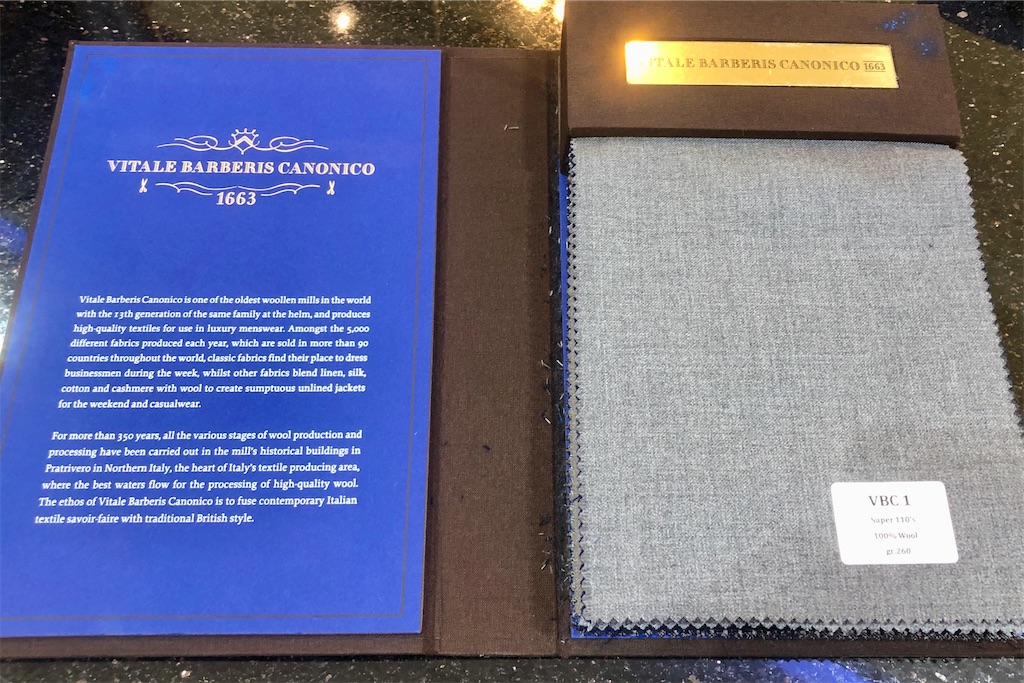 VITALE BARBERIS CANONICO
1663
Vitale Barberis Canonico is one of the oldest woollen mills in the world
with the 13th generation of the same family at the helm, and produces
high-quality textiles for use in luxury menswear. Amongst the 5,000
different fabrics produced each year, which are sold in more than 90
countries throughout the world, classic fabrics find their place to dress
businessmen during the week, whilst other fabrics blend linen, silk,
cotton and cashmere with wool to create sumptuous unlined jackets
for the weekend and casualwear.
For more than 350 years, all the various stages of wool production and
processing have been carried out in the mill's historical buildings in
Pratrivero in Northern Italy, the heart of Italy's textile producing area,
where the best waters flow for the processing of high-quality wool.
The ethos of Vitale Barberis Canonico is to fuse contemporary Italian
textile savoir-faire with traditional British style.
VITALE BARBERIS CANONICO 1663
VBC 1
Super 110's
100% Wool
gr 260